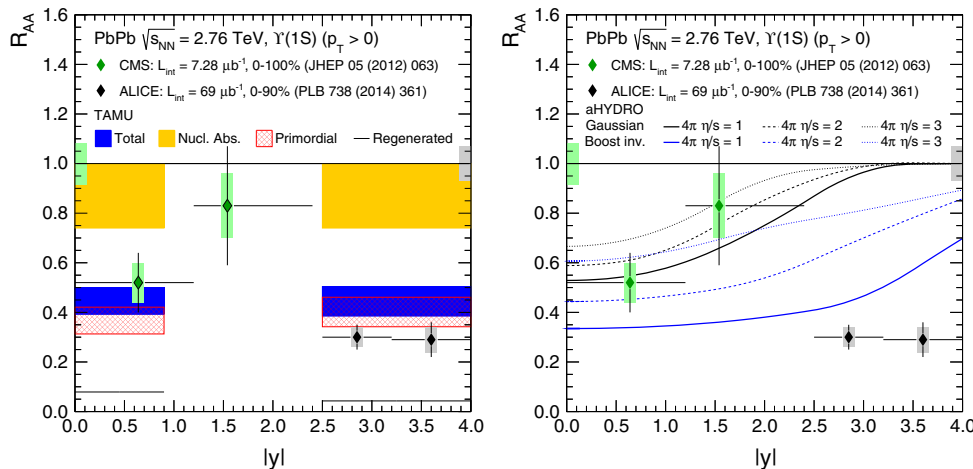 R_AA
1.6
1.4
1.2
1.0
0.8
0.6
0.4
0.2
0.0
PbPb √s_NN = 2.76 TeV, ϒ(1S) (p_T > 0)
CMS: L_int = 7.28 μb⁻¹, 0-100% (JHEP 05 (2012) 063)
ALICE: L_int = 69 μb⁻¹, 0-90% (PLB 738 (2014) 361)
TAMU
Total Nucl. Abs. Primordial Regenerated
0.0 0.5 1.0 1.5 2.0 2.5 3.0 3.5 4.0
|y|
R_AA
1.6
1.4
1.2
1.0
0.8
0.6
0.4
0.2
0.0
PbPb √s_NN = 2.76 TeV, ϒ(1S) (p_T > 0)
CMS: L_int = 7.28 μb⁻¹, 0-100% (JHEP 05 (2012) 063)
ALICE: L_int = 69 μb⁻¹, 0-90% (PLB 738 (2014) 361)
aHYDRO
Gaussian 4π η/s = 1 4π η/s = 2 4π η/s = 3
Boost inv. 4π η/s = 1 4π η/s = 2 4π η/s = 3
0.0 0.5 1.0 1.5 2.0 2.5 3.0 3.5 4.0
|y|